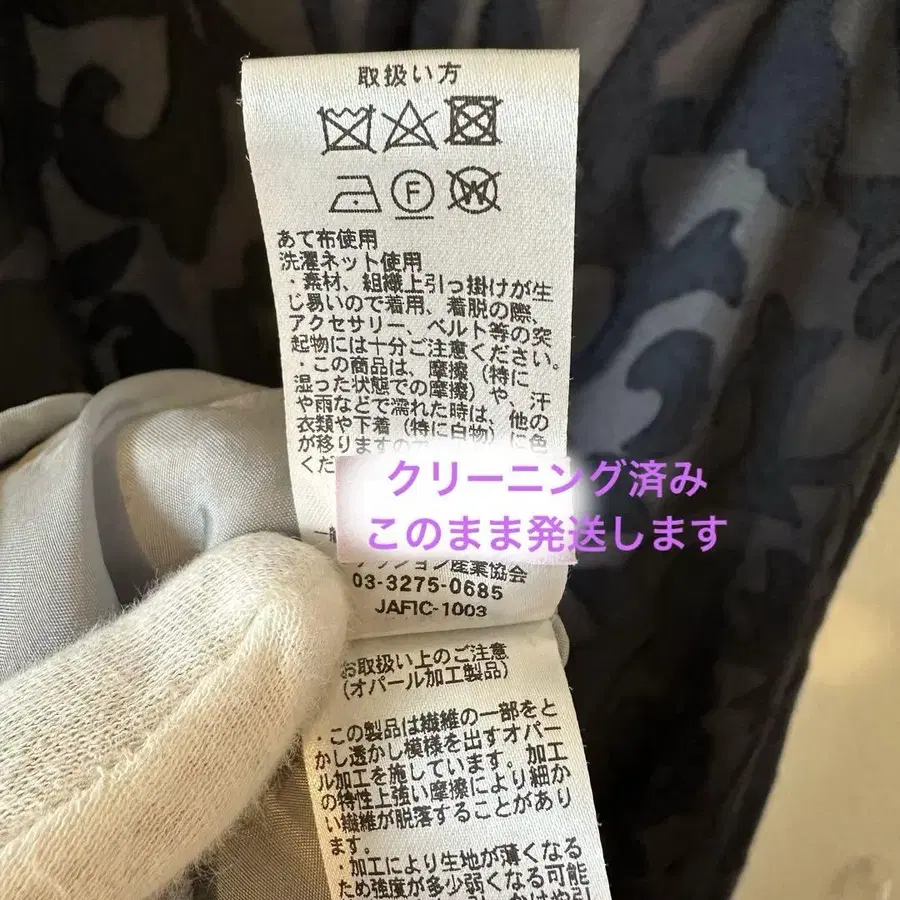 取扱い方
F
W
あて布使用
洗濯ネット使用
・素材、組織上引っ掛けが生
じ易いので着用、着脱の際、
アクセサリー、ベルト等の突
起物には十分ご注意ください。
・この商品は、摩擦（特に
湿った状態での摩擦）や、汗
や雨などで濡れた時は、他の
衣類や下着（特に白物）に色
が移りますので
くだ
クリーニング済み
このまま発送します
ッション産業協会
03-3275-0685
JAFIC-1003
お取扱い上のご注意
（オパール加工製品）
・この製品は繊維の一部をと
かし透かし模様を出すオパー
ル加工を施しています。加工
の特性上強い摩擦により細か
い繊維が脱落することがあり
ます。
・加工により生地が薄くなる
ため強度が多少弱くなる可能